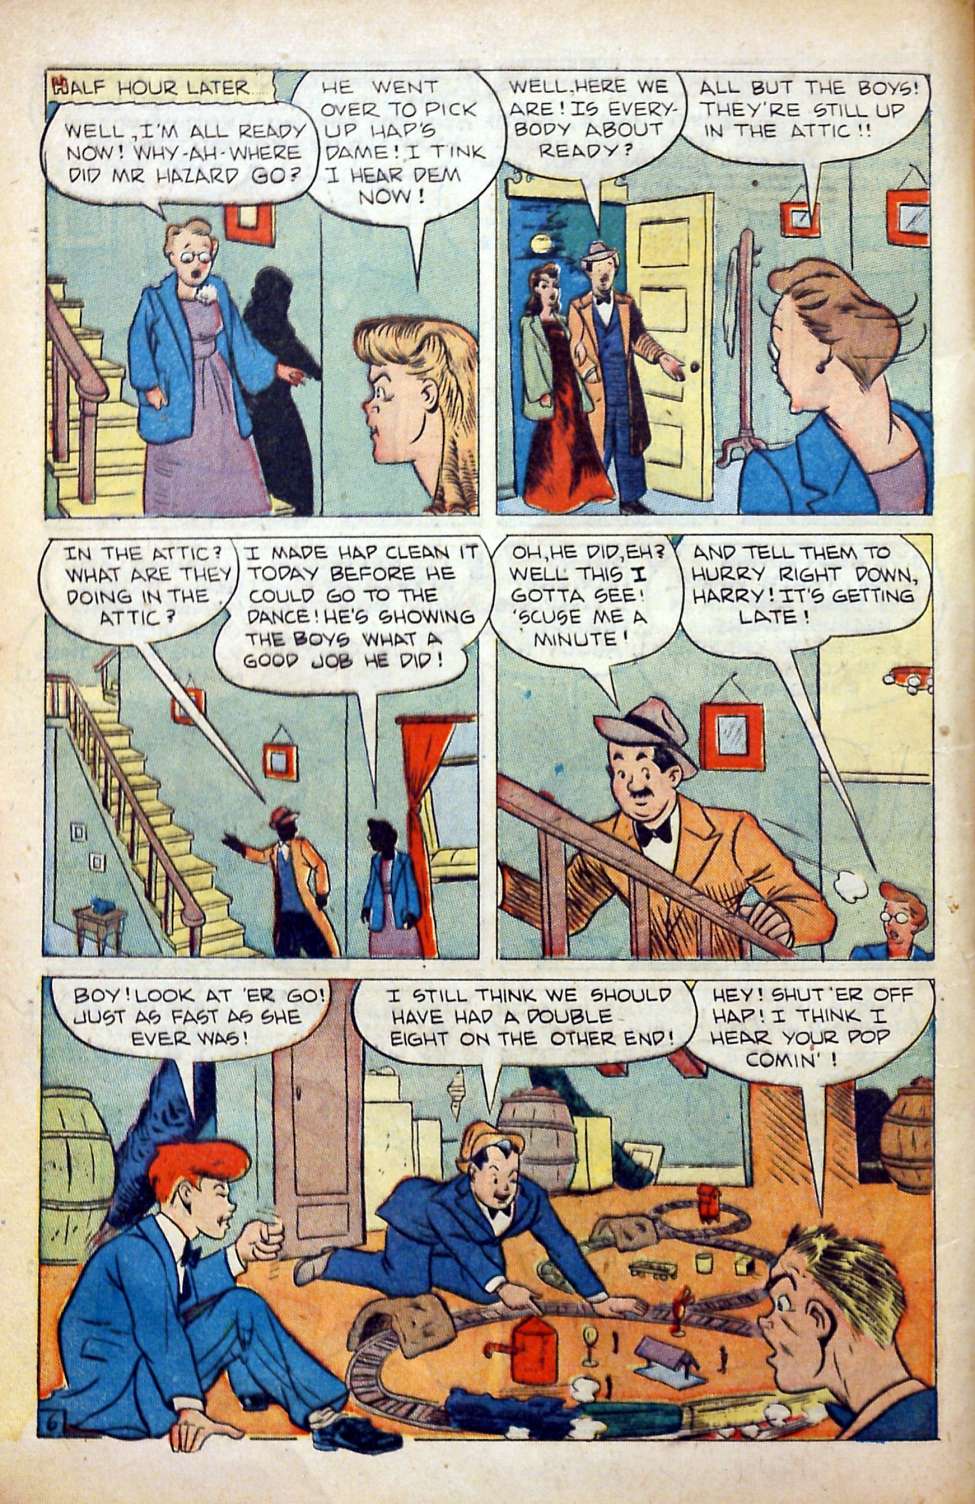 HALF HOUR LATER...
WELL, I'M ALL READY
NOW! WHY-AH-WHERE
DID MR HAZARD GO?
HE WENT
OVER TO PICK
UP HAP'S
DAME! I TINK
I HEAR DEM
NOW!
WELL, HERE WE
ARE! IS EVERY-
BODY ABOUT
READY?
ALL BUT THE BOYS!
THEY'RE STILL UP
IN THE ATTIC!!
IN THE ATTIC?
WHAT ARE THEY
DOING IN THE
ATTIC?
I MADE HAP CLEAN IT
TODAY BEFORE HE
COULD GO TO THE
DANCE! HE'S SHOWING
THE BOYS WHAT A
GOOD JOB HE DID!
OH, HE DID, EH?
WELL THIS I
GOTTA SEE!
'SCUSE ME A
MINUTE!
AND TELL THEM TO
HURRY RIGHT DOWN,
HARRY! IT'S GETTING
LATE!
BOY! LOOK AT 'ER GO!
JUST AS FAST AS SHE
EVER WAS!
I STILL THINK WE SHOULD
HAVE HAD A DOUBLE
EIGHT ON THE OTHER END!
HEY! SHUT 'ER OFF
HAP! I THINK I
HEAR YOUR POP
COMIN'!
6